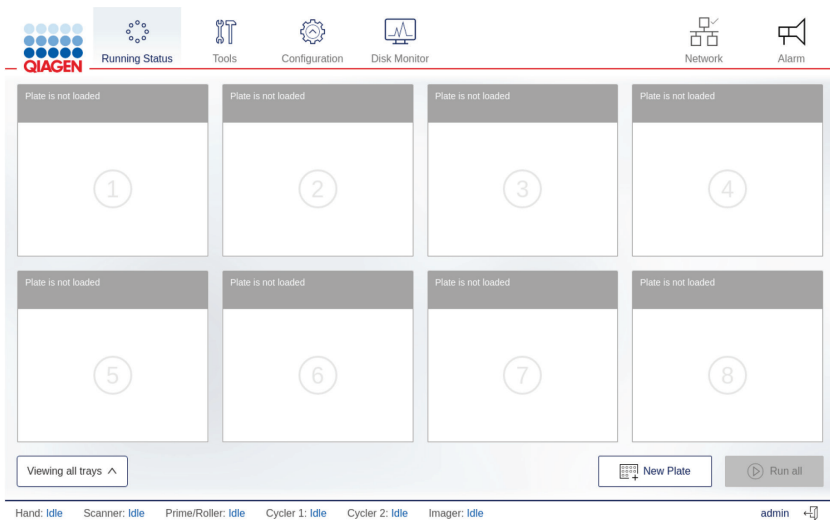 QIAGEN
Running Status
Tools
Configuration
Disk Monitor
Network
Alarm
Plate is not loaded
Plate is not loaded
Plate is not loaded
Plate is not loaded
1
2
3
4
Plate is not loaded
Plate is not loaded
Plate is not loaded
Plate is not loaded
5
6
7
8
Viewing all trays
New Plate
Run all
Hand: Idle Scanner: Idle Prime/Roller: Idle Cycler 1: Idle Cycler 2: Idle Imager: Idle admin